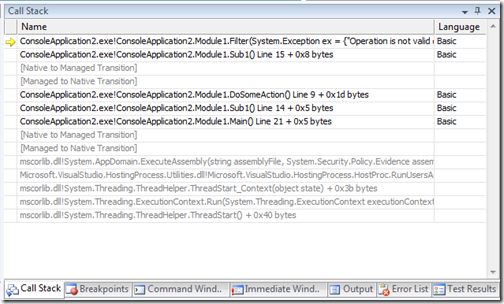 Call Stack
Name Language
ConsoleApplication2.exe!ConsoleApplication2.Module1.Filter(System.Exception ex = {"Operation is not valid Basic
ConsoleApplication2.exe!ConsoleApplication2.Module1.Sub1() Line 15 + 0x8 bytes Basic
[Native to Managed Transition]
[Managed to Native Transition]
ConsoleApplication2.exe!ConsoleApplication2.Module1.DoSomeAction() Line 9 + 0x1d bytes Basic
ConsoleApplication2.exe!ConsoleApplication2.Module1.Sub1() Line 14 + 0x5 bytes Basic
ConsoleApplication2.exe!ConsoleApplication2.Module1.Main() Line 21 + 0x5 bytes Basic
[Native to Managed Transition]
[Managed to Native Transition]
mscorlib.dll!System.AppDomain.ExecuteAssembly(string assemblyFile, System.Security.Policy.Evidence assem
Microsoft.VisualStudio.HostingProcess.Utilities.dll!Microsoft.VisualStudio.HostingProcess.HostProc.RunUsersA
mscorlib.dll!System.Threading.ThreadHelper.ThreadStart_Context(object state) + 0x3b bytes
mscorlib.dll!System.Threading.ExecutionContext.Run(System.Threading.ExecutionContext executionContex
mscorlib.dll!System.Threading.ThreadHelper.ThreadStart() + 0x40 bytes
Call Stack Breakpoints Command Wind.. Immediate Wind.. Output Error List Test Results